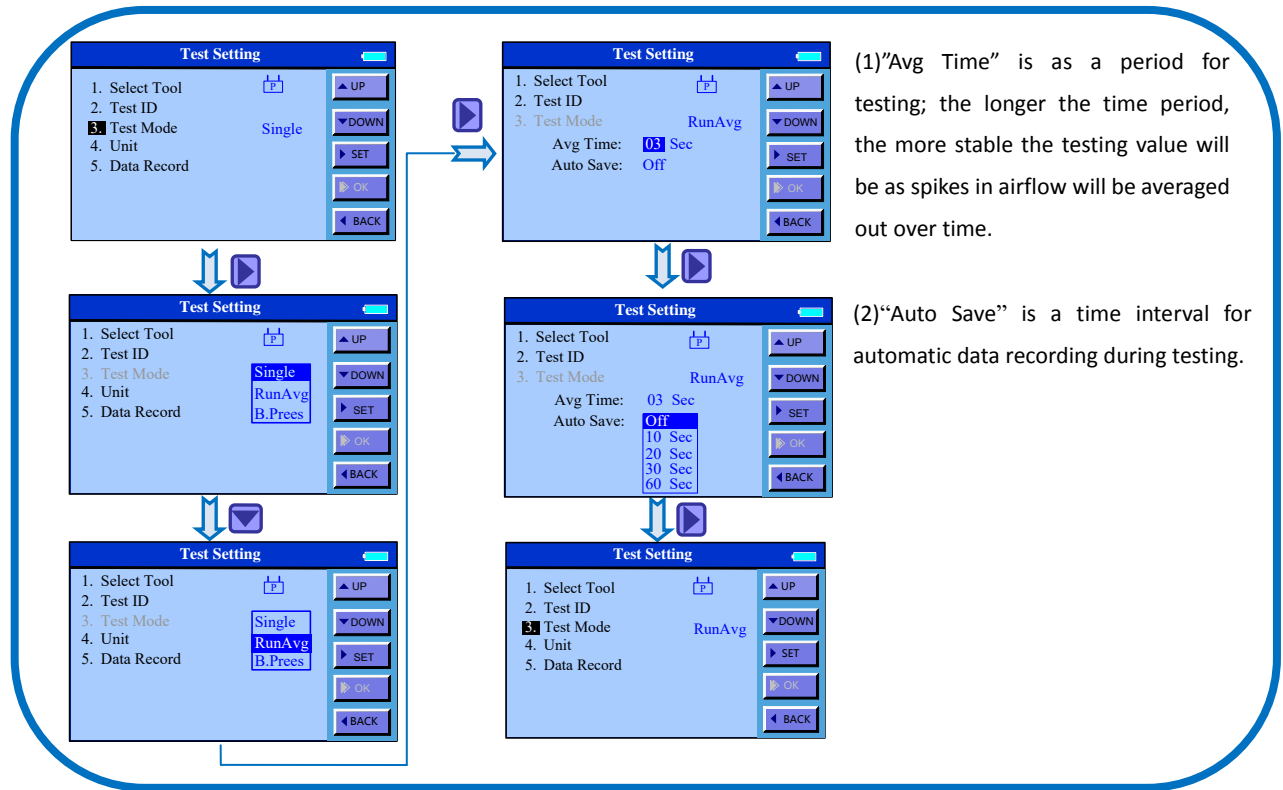 Test Setting
1. Select Tool
P
2. Test ID
3. Test Mode Single
4. Unit
5. Data Record
UP
DOWN
SET
OK
BACK
Test Setting
1. Select Tool
P
2. Test ID
3. Test Mode
4. Unit
5. Data Record
Single
RunAvg
B.Prees
UP
DOWN
SET
OK
BACK
Test Setting
1. Select Tool
P
2. Test ID
3. Test Mode
4. Unit
5. Data Record
Single
RunAvg
B.Prees
UP
DOWN
SET
OK
BACK
Test Setting
1. Select Tool
P
2. Test ID
3. Test Mode RunAvg
Avg Time: 03 Sec
Auto Save: Off
UP
DOWN
SET
OK
BACK
Test Setting
1. Select Tool
P
2. Test ID
3. Test Mode RunAvg
Avg Time: 03 Sec
Auto Save: Off
10 Sec
20 Sec
30 Sec
60 Sec
UP
DOWN
SET
OK
BACK
Test Setting
1. Select Tool
P
2. Test ID
3. Test Mode RunAvg
4. Unit
5. Data Record
UP
DOWN
SET
OK
BACK
(1)”Avg Time” is as a period for
testing; the longer the time period,
the more stable the testing value will
be as spikes in airflow will be averaged
out over time.
(2)“Auto Save” is a time interval for
automatic data recording during testing.